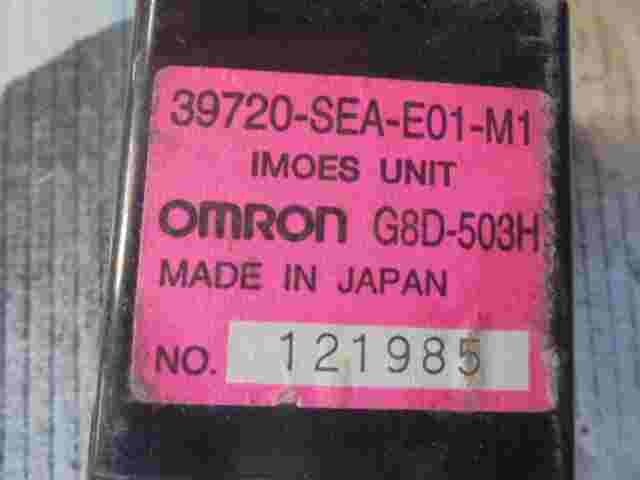 39720-SEA-E01-M1
IMOES UNIT
OMRON G8D-503H
MADE IN JAPAN
NO. 121985